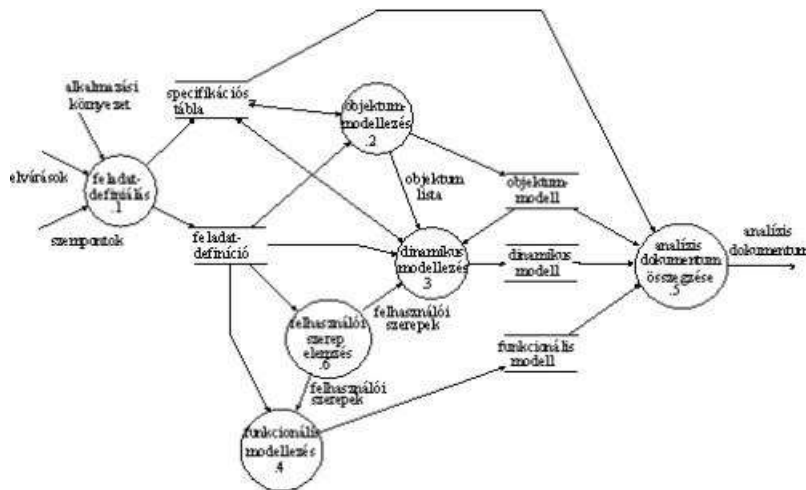 alkalmazási
környezet
elvárások
szempontok
feladat-
definiálás
.1
specifikációs
tábla
objektum-
modellezés
.2
objektum
lista
feladat-
definíció
dinamikus
modellezés
.3
felhasználói
szerepek
felhasználói
szerep
elemzés
.6
felhasználói
szerepek
funkcionális
modellezés
.4
objektum-
modell
dinamikus
modell
funkcionális
modell
analízis
dokumentum
összegzése
.5
analízis
dokumentum